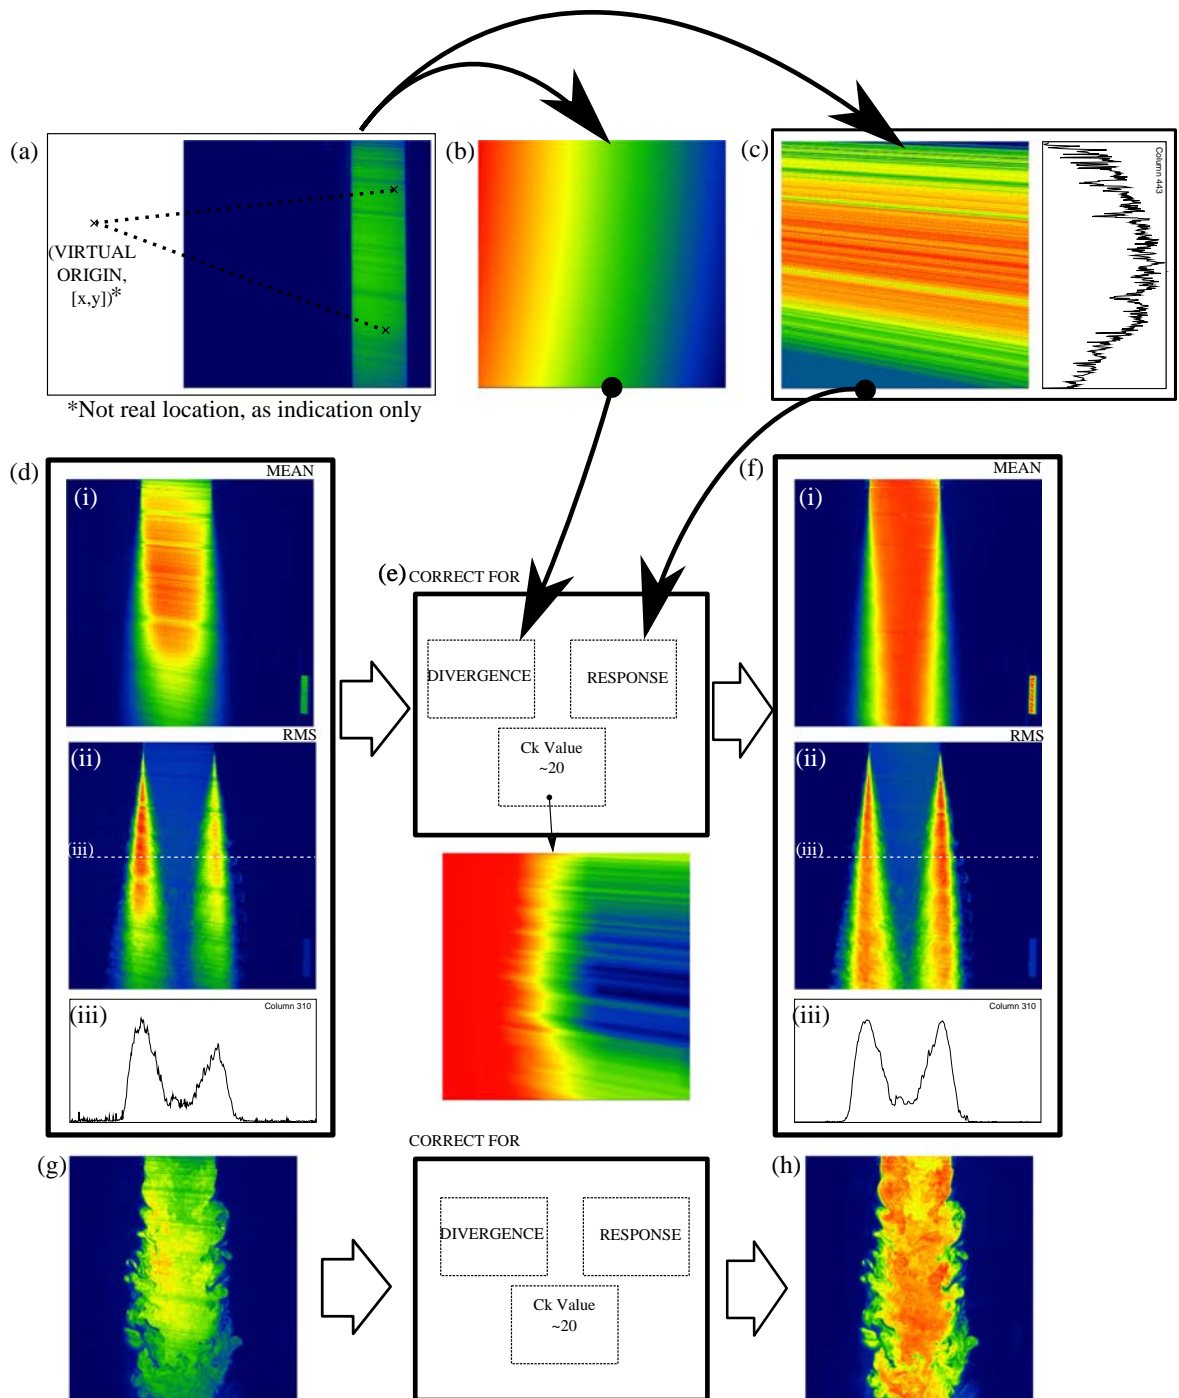 (a)
(VIRTUAL
ORIGIN,
[x,y])*
*Not real location, as indication only
(b)
(c)
Column 443
(d)
MEAN
(i)
RMS
(ii)
(iii)
(iii)
Column 310
(e) CORRECT FOR
DIVERGENCE
RESPONSE
Ck Value
~20
(f)
MEAN
(i)
RMS
(ii)
(iii)
(iii)
Column 310
(g)
CORRECT FOR
DIVERGENCE
RESPONSE
Ck Value
~20
(h)